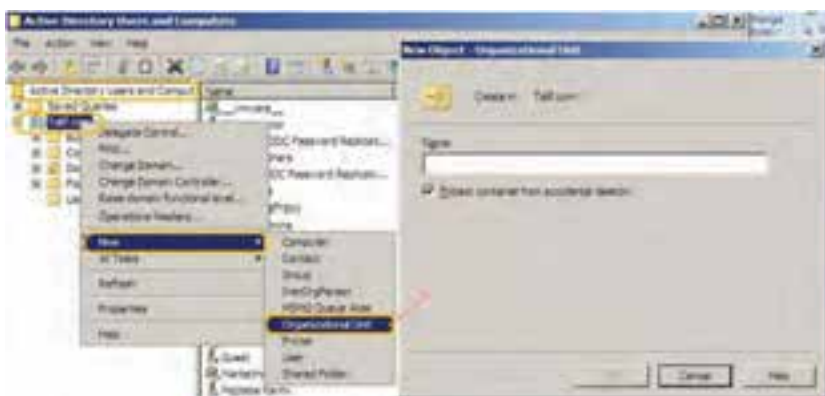 Active Directory Users and Computers
File Action View Help
Active Directory Users and Comput
Name
Saved Queries
Delegate Control...
Find...
Change Domain...
Change Domain Controller...
Raise domain functional level...
Operations Masters...
New
All Tasks
Refresh
Properties
Help
Computer
Contact
Group
InetOrgPerson
MSMQ Queue Alias
Organizational Unit
Printer
User
Shared Folder
Guest
New Object - Organizational Unit
Create in:
Name:
Protect container from accidental deletion
Cancel
Help